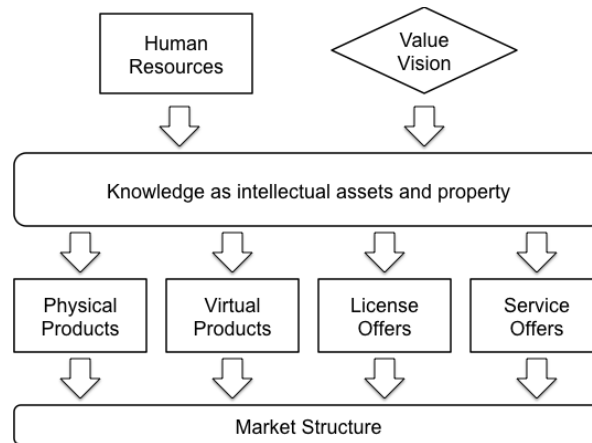 Human
Resources
Value
Vision
Knowledge as intellectual assets and property
Physical
Products
Virtual
Products
License
Offers
Service
Offers
Market Structure